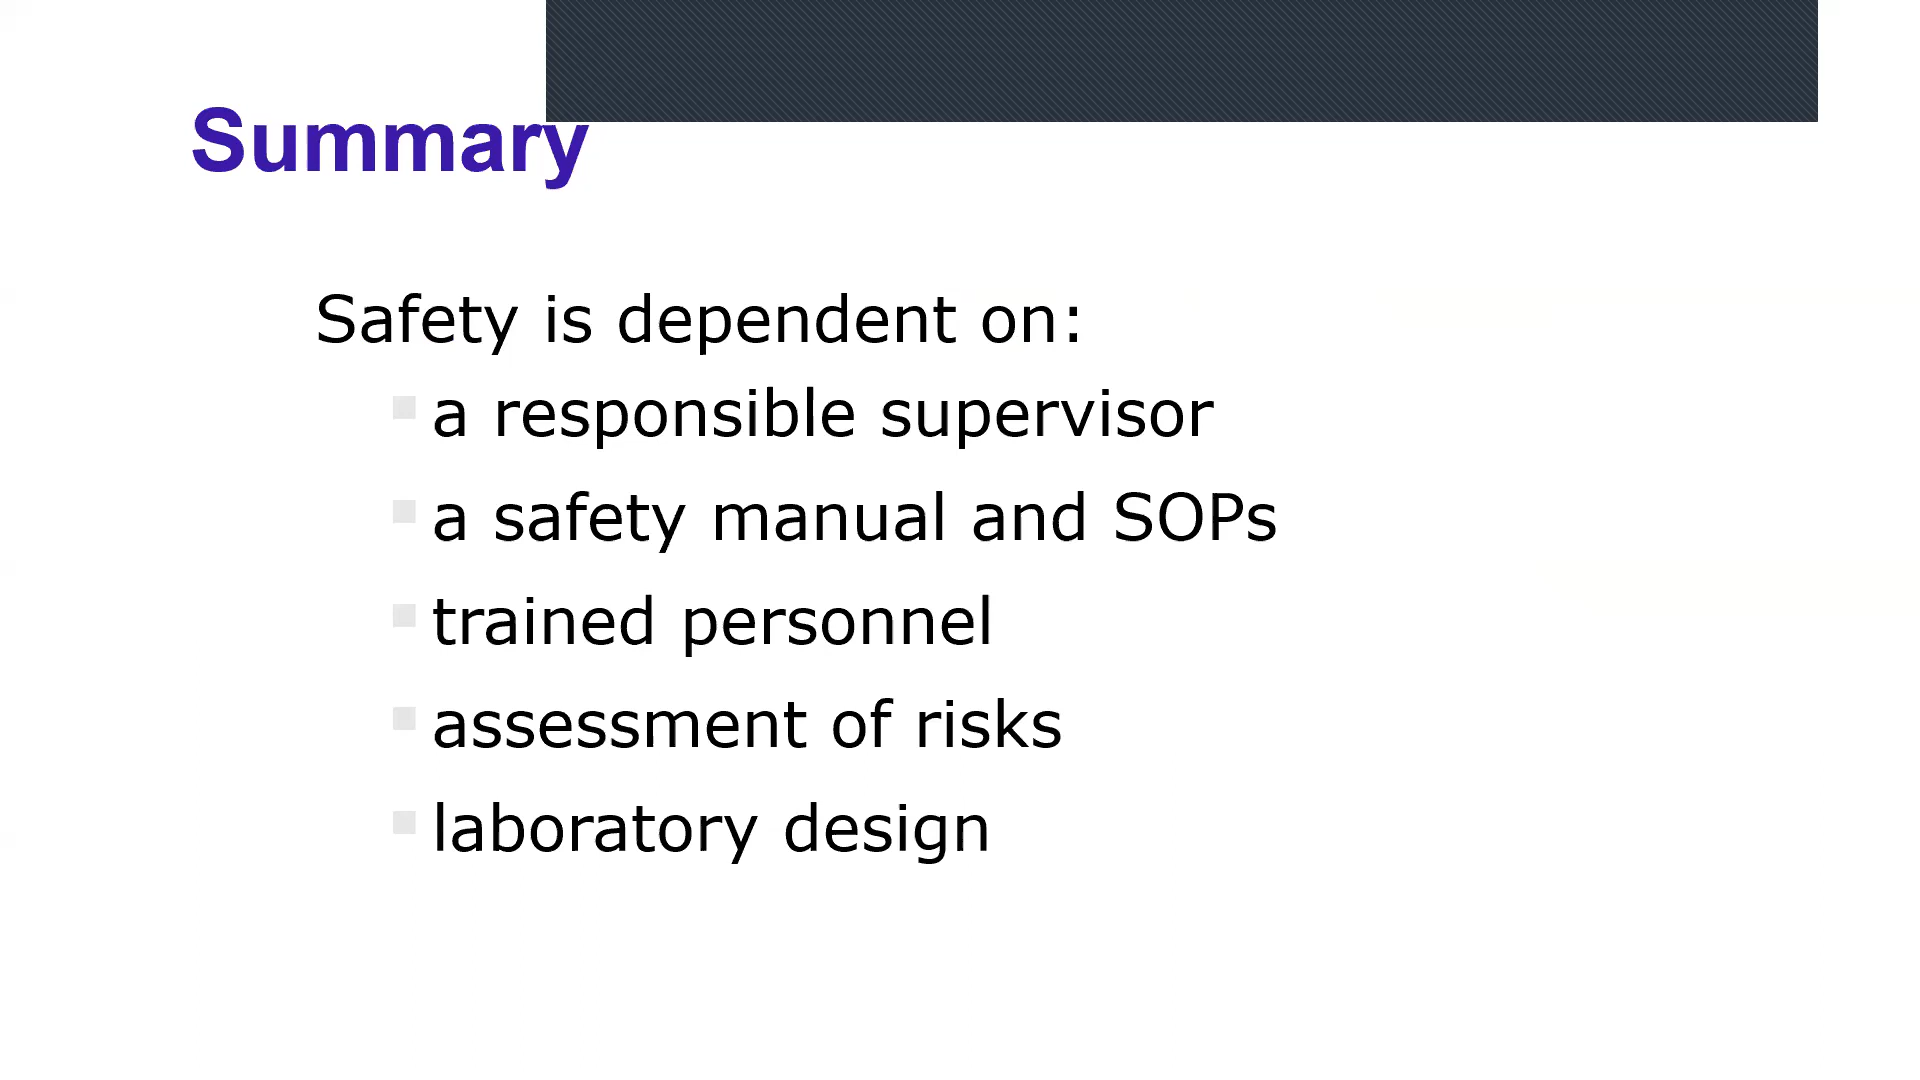 Summary
Safety is dependent on:
a responsible supervisor
a safety manual and SOPs
trained personnel
assessment of risks
laboratory design